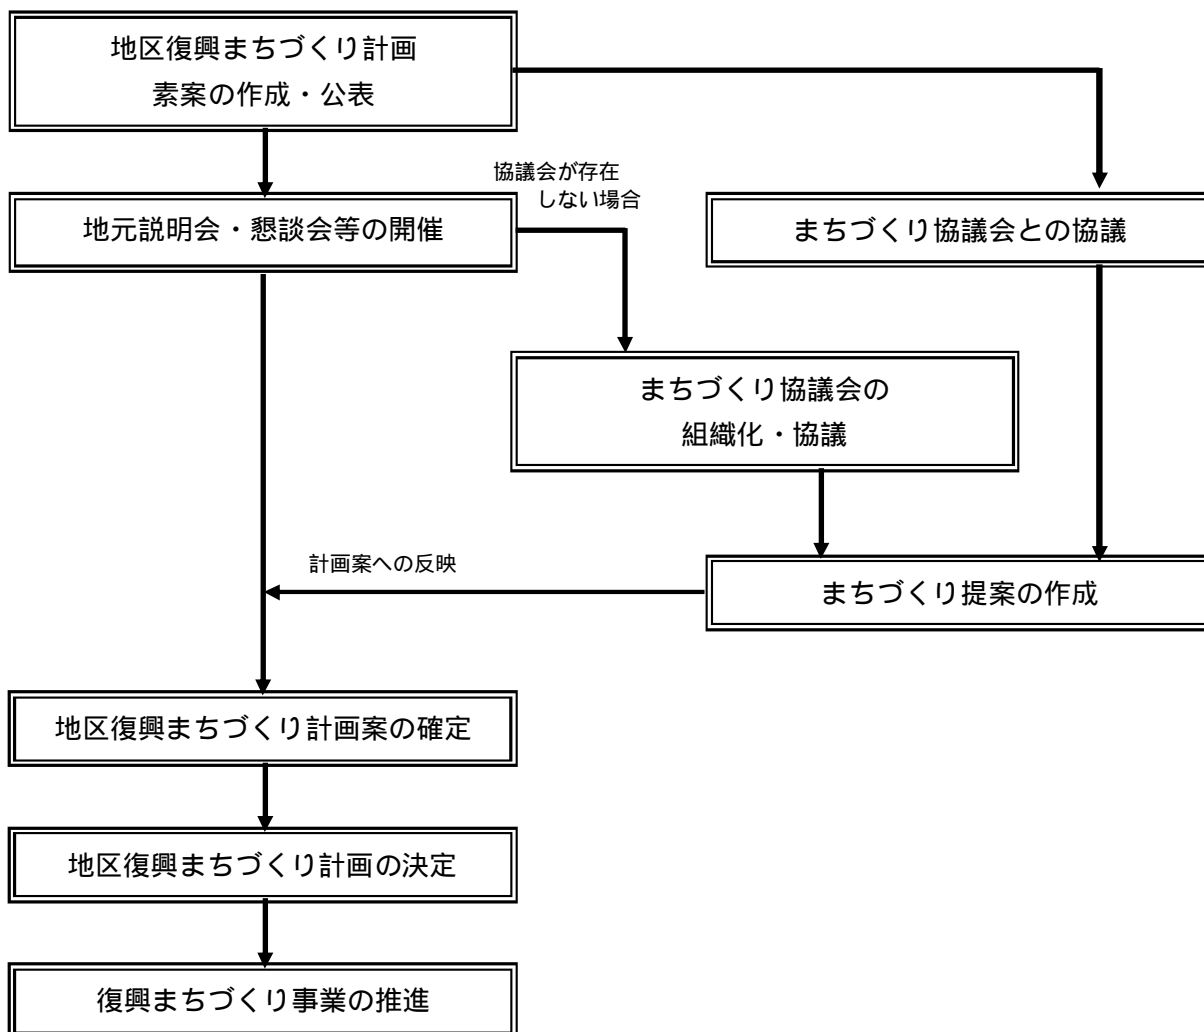 地区復興まちづくり計画
素案の作成・公表
協議会が存在
しない場合
地元説明会・懇談会等の開催
まちづくり協議会との協議
まちづくり協議会の
組織化・協議
計画案への反映
まちづくり提案の作成
地区復興まちづくり計画案の確定
地区復興まちづくり計画の決定
復興まちづくり事業の推進